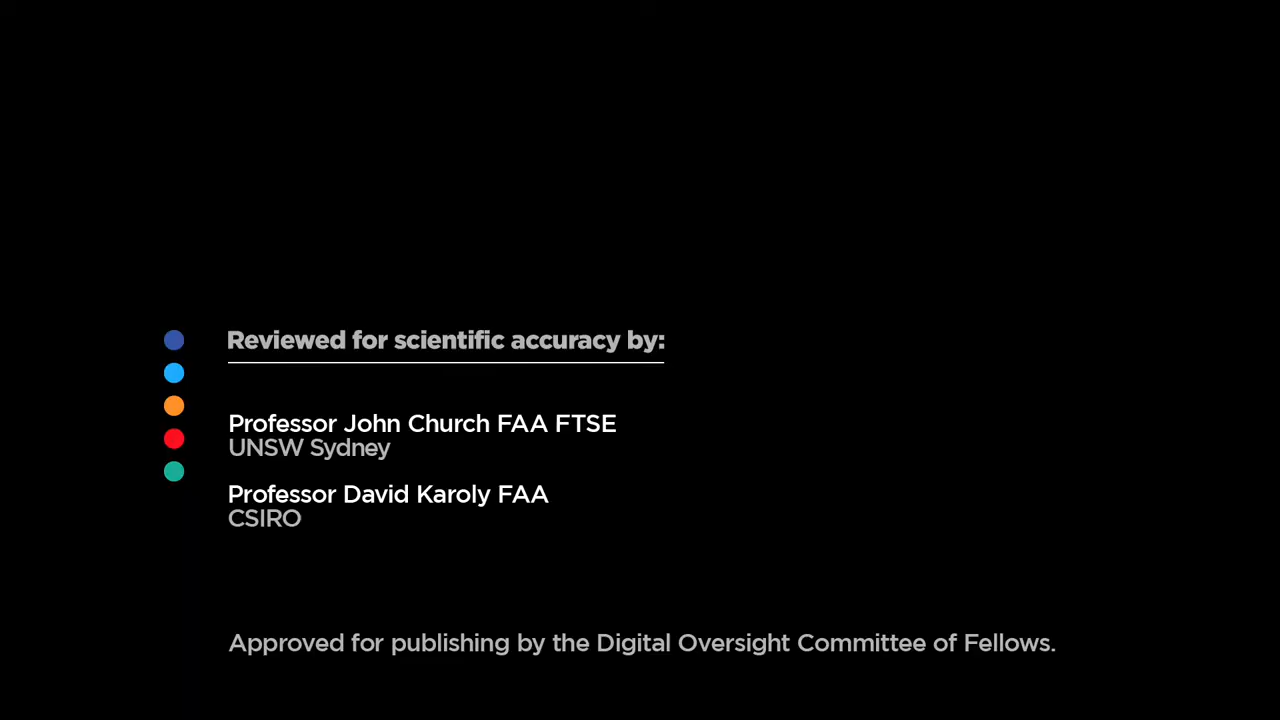 Reviewed for scientific accuracy by:
Professor John Church FAA FTSE
UNSW Sydney
Professor David Karoly FAA
CSIRO
Approved for publishing by the Digital Oversight Committee of Fellows.